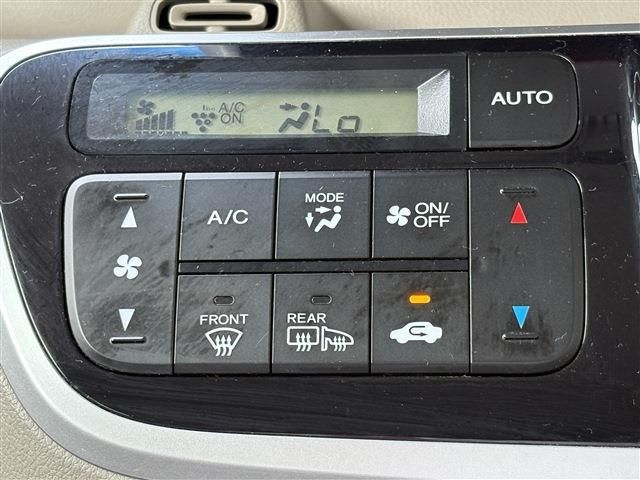 A/C
ON
Lo
AUTO
A/C
MODE
ON/
OFF
FRONT
REAR